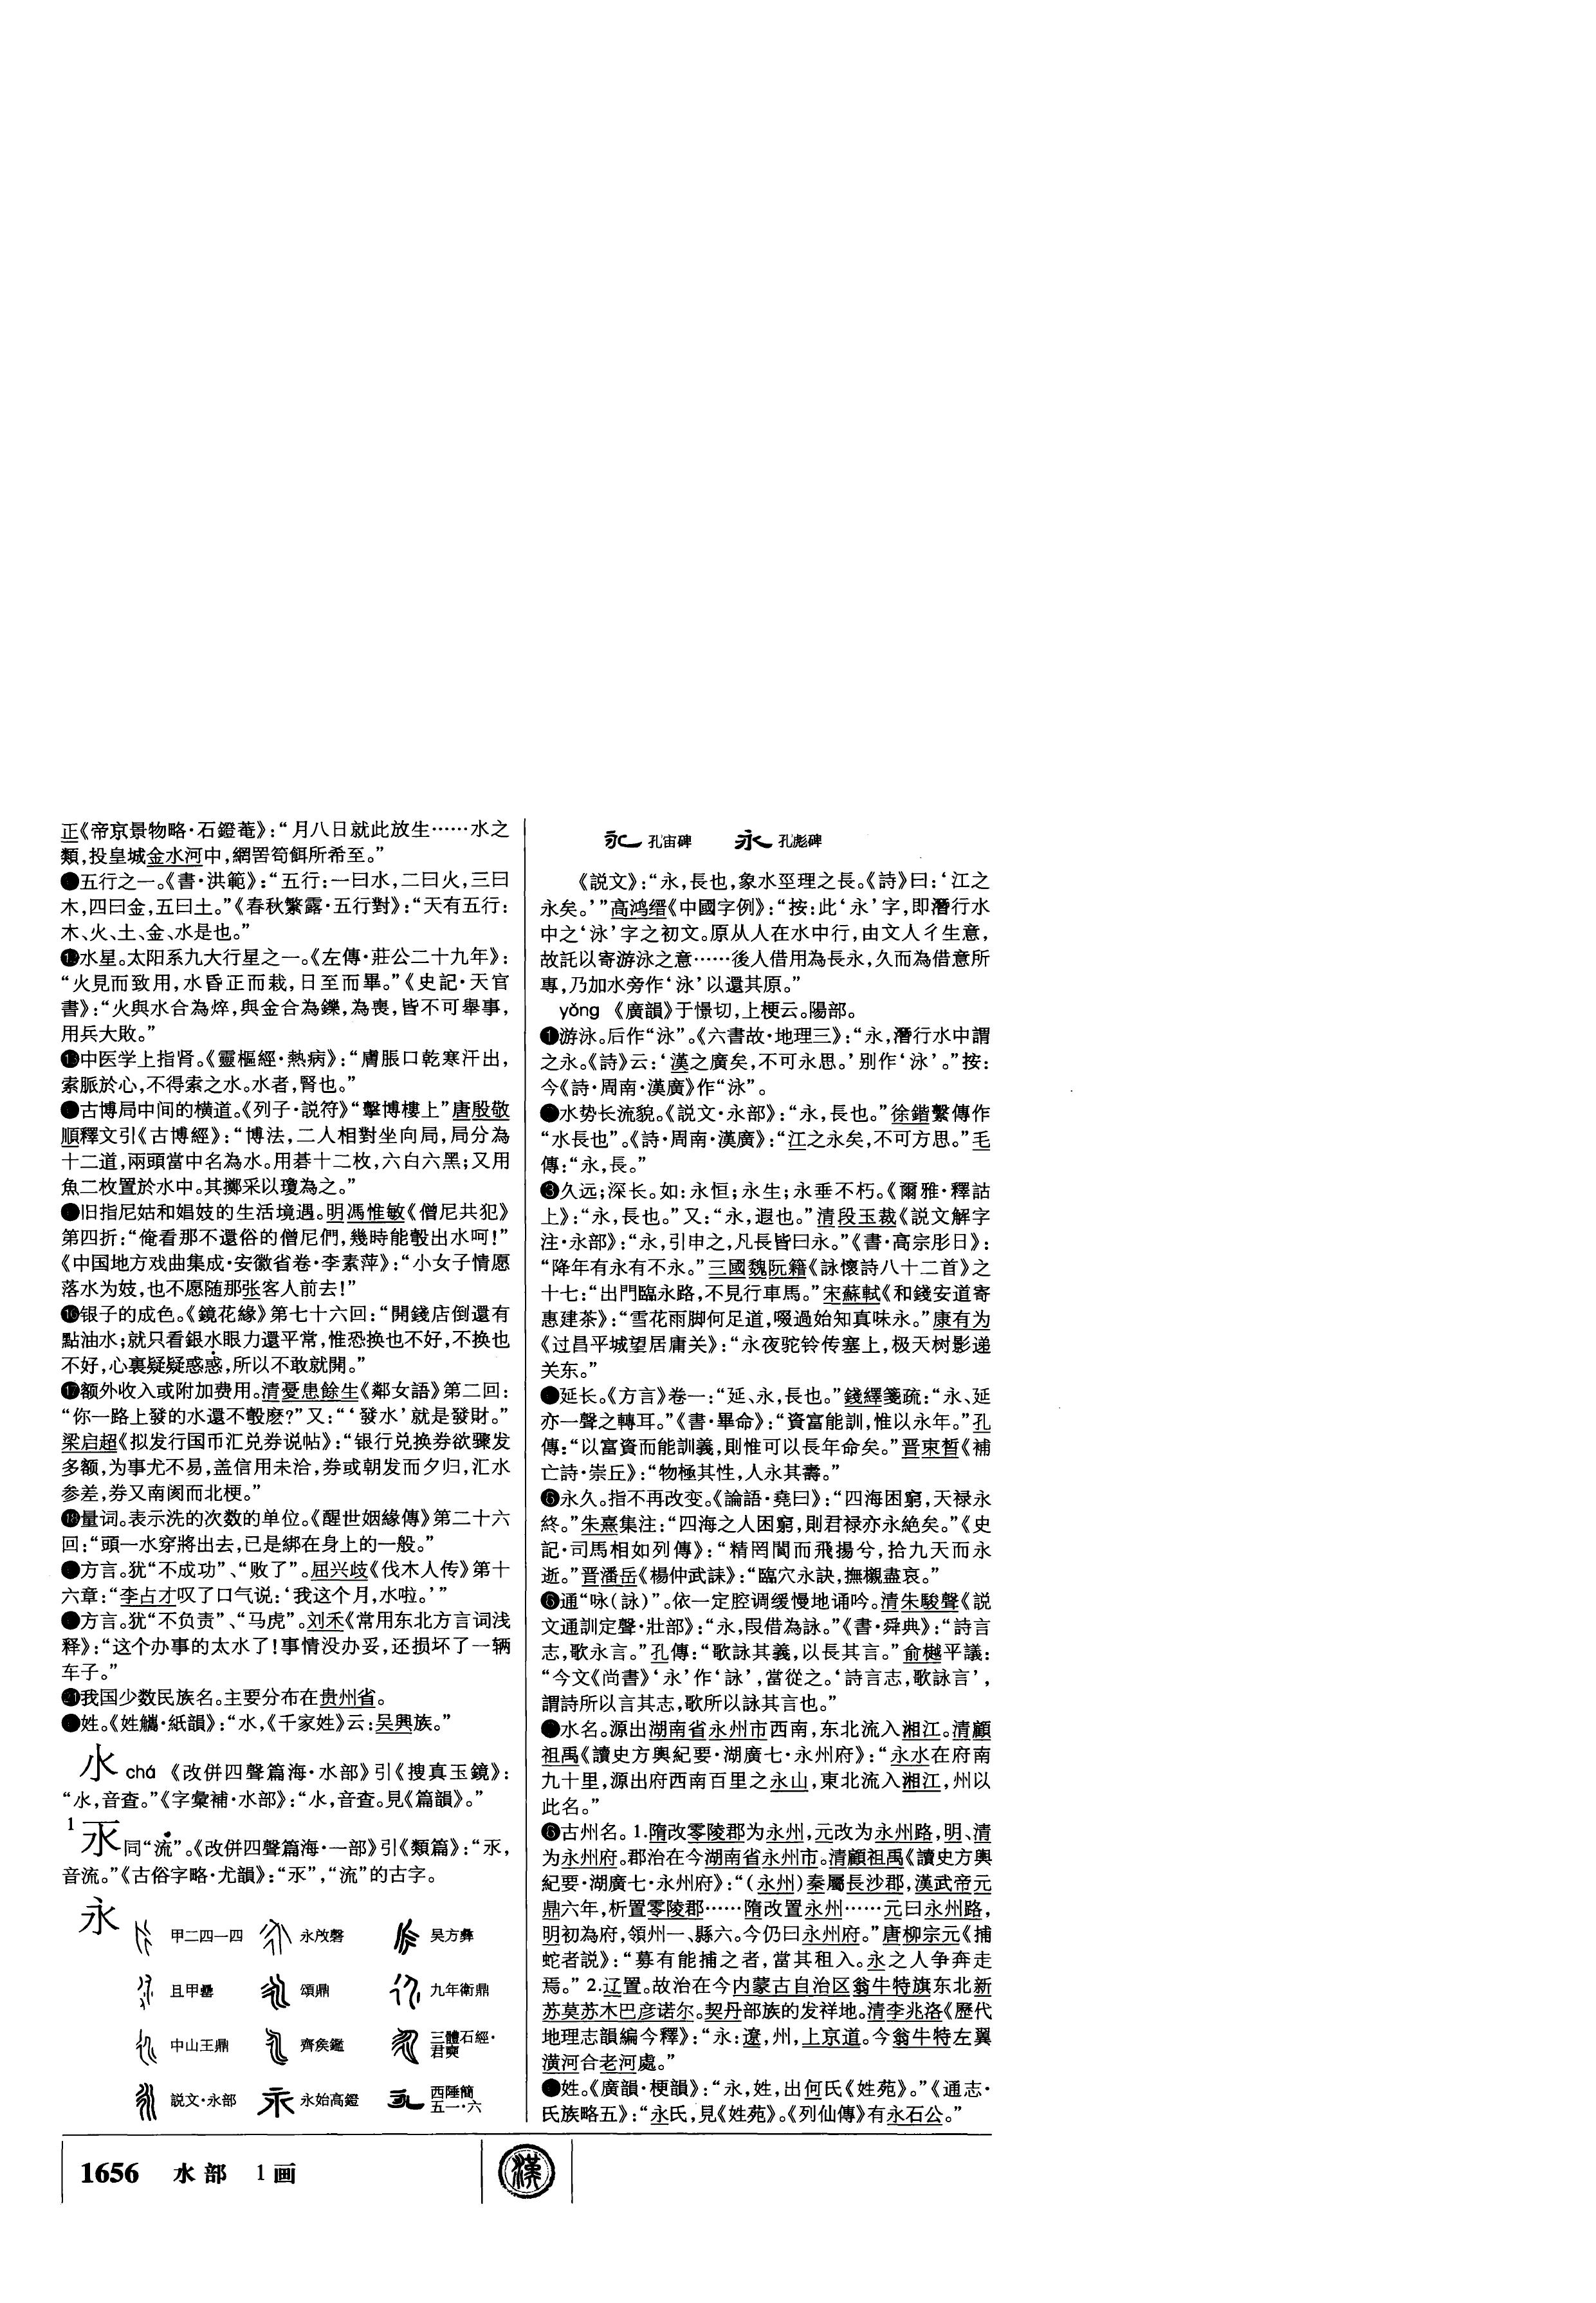 正《帝京景物略·石鐙菴》：“月八日就此放生……水之
類，投皇城金水河中，網罟笱餌所希至。”
●五行之一。《書·洪範》：“五行：一曰水，二曰火，三曰
木，四曰金，五曰土。”《春秋繁露·五行對》：“天有五行：
木、火、土、金、水是也。”
⓬水星。太阳系九大行星之一。《左傳·莊公二十九年》：
“火見而致用，水昏正而栽，日至而畢。”《史記·天官
書》：“火與水合為焠，與金合為鑠，為喪，皆不可舉事，
用兵大敗。”
⓭中医学上指肾。《靈樞經·熱病》：“膚脹口乾寒汗出，
索脈於心，不得索之水。水者，腎也。”
●古博局中间的横道。《列子·説符》“擊博樓上”唐殷敬
順釋文引《古博經》：“博法，二人相對坐向局，局分為
十二道，兩頭當中名為水。用碁十二枚，六白六黑；又用
魚二枚置於水中。其擲采以瓊為之。”
●旧指尼姑和娼妓的生活境遇。明馮惟敏《僧尼共犯》
第四折：“俺看那不還俗的僧尼們，幾時能彀出水呵！”
《中国地方戏曲集成·安徽省卷·李素萍》：“小女子情愿
落水为妓，也不愿随那张客人前去！”
⓰银子的成色。《鏡花緣》第七十六回：“開錢店倒還有
點油水；就只看銀水眼力還平常，惟恐换也不好，不换也
不好，心裏疑疑惑惑，所以不敢就開。”
⓱额外收入或附加费用。清憂患餘生《鄰女語》第二回：
“你一路上發的水還不彀麽？”又：“‘發水’就是發財。”
梁启超《拟发行国币汇兑券说帖》：“银行兑换券欲骤发
多额，为事尤不易，盖信用未洽，券或朝发而夕归，汇水
参差，券又南阂而北梗。”
⓲量词。表示洗的次数的单位。《醒世姻緣傳》第二十六
回：“頭一水穿將出去，已是綁在身上的一般。”
●方言。犹“不成功”、“败了”。屈兴歧《伐木人传》第十
六章：“李占才叹了口气说：‘我这个月，水啦。’”
●方言。犹“不负责”、“马虎”。刘禾《常用东北方言词浅
释》：“这个办事的太水了！事情没办妥，还损坏了一辆
车子。”
㉑我国少数民族名。主要分布在贵州省。
●姓。《姓觿·紙韻》：“水，《千家姓》云：吴興族。”
chá 《改併四聲篇海·水部》引《搜真玉鏡》：
“水，音查。”《字彙補·水部》：“水，音查。見《篇韻》。”
1 𣱵同“流”。《改併四聲篇海·一部》引《類篇》：“𣱵，
音流。”《古俗字略·尤韻》：“𣱵”，“流”的古字。
永 甲二四一四 永攺磬 吴方彝
且甲罍 頌鼎 九年衛鼎
中山王鼎 齊矦鑑 三體石經·君奭
説文·永部 永始高鐙 西陲簡五一·六
1656 水部 1画
漢
永 孔宙碑 永 孔彪碑
《説文》：“永，長也，象水巠理之長。《詩》曰：‘江之
永矣。’”高鸿缙《中國字例》：“按：此‘永’字，即潛行水
中之‘泳’字之初文。原从人在水中行，由文人彳生意，
故託以寄游泳之意……後人借用為長永，久而為借意所
專，乃加水旁作‘泳’以還其原。”
yǒng 《廣韻》于憬切，上梗云。陽部。
❶游泳。后作“泳”。《六書故·地理三》：“永，潛行水中謂
之永。《詩》云：‘漢之廣矣，不可永思。’别作‘泳’。”按：
今《詩·周南·漢廣》作“泳”。
❷水势长流貌。《説文·永部》：“永，長也。”徐鍇繫傳作
“水長也”。《詩·周南·漢廣》：“江之永矣，不可方思。”毛
傳：“永，長。”
❸久远；深长。如：永恒；永生；永垂不朽。《爾雅·釋詁
上》：“永，長也。”又：“永，遐也。”清段玉裁《説文解字
注·永部》：“永，引申之，凡長皆曰永。”《書·高宗肜日》：
“降年有永有不永。”三國魏阮籍《詠懷詩八十二首》之
十七：“出門臨永路，不見行車馬。”宋蘇軾《和錢安道寄
惠建茶》：“雪花雨脚何足道，啜過始知真味永。”康有为
《过昌平城望居庸关》：“永夜驼铃传塞上，极天树影递
关东。”
●延长。《方言》卷一：“延、永，長也。”錢繹箋疏：“永、延
亦一聲之轉耳。”《書·畢命》：“資富能訓，惟以永年。”孔
傳：“以富資而能訓義，則惟可以長年命矣。”晋束晳《補
亡詩·崇丘》：“物極其性，人永其壽。”
❺永久。指不再改变。《論語·堯曰》：“四海困窮，天禄永
終。”朱熹集注：“四海之人困窮，則君禄亦永絶矣。”《史
記·司馬相如列傳》：“精罔閬而飛揚兮，拾九天而永
逝。”晋潘岳《楊仲武誄》：“臨穴永訣，撫櫬盡哀。”
❻通“咏（詠）”。依一定腔调缓慢地诵吟。清朱駿聲《説
文通訓定聲·壯部》：“永，叚借為詠。”《書·舜典》：“詩言
志，歌永言。”孔傳：“歌詠其義，以長其言。”俞樾平議：
“今文《尚書》‘永’作‘詠’，當從之。‘詩言志，歌詠言’，
謂詩所以言其志，歌所以詠其言也。”
❼水名。源出湖南省永州市西南，东北流入湘江。清顧
祖禹《讀史方輿紀要·湖廣七·永州府》：“永水在府南
九十里，源出府西南百里之永山，東北流入湘江，州以
此名。”
❽古州名。1.隋改零陵郡为永州，元改为永州路，明、清
为永州府。郡治在今湖南省永州市。清顧祖禹《讀史方輿
紀要·湖廣七·永州府》：“（永州）秦屬長沙郡，漢武帝元
鼎六年，析置零陵郡……隋改置永州……元曰永州路，
明初為府，領州一、縣六。今仍曰永州府。”唐柳宗元《捕
蛇者説》：“募有能捕之者，當其租入。永之人争奔走
焉。”2.辽置。故治在今内蒙古自治区翁牛特旗东北新
苏莫苏木巴彦诺尔。契丹部族的发祥地。清李兆洛《歷代
地理志韻編今釋》：“永：遼，州，上京道。今翁牛特左翼
潢河合老河處。”
●姓。《廣韻·梗韻》：“永，姓，出何氏《姓苑》。”《通志·
氏族略五》：“永氏，見《姓苑》。《列仙傳》有永石公。”